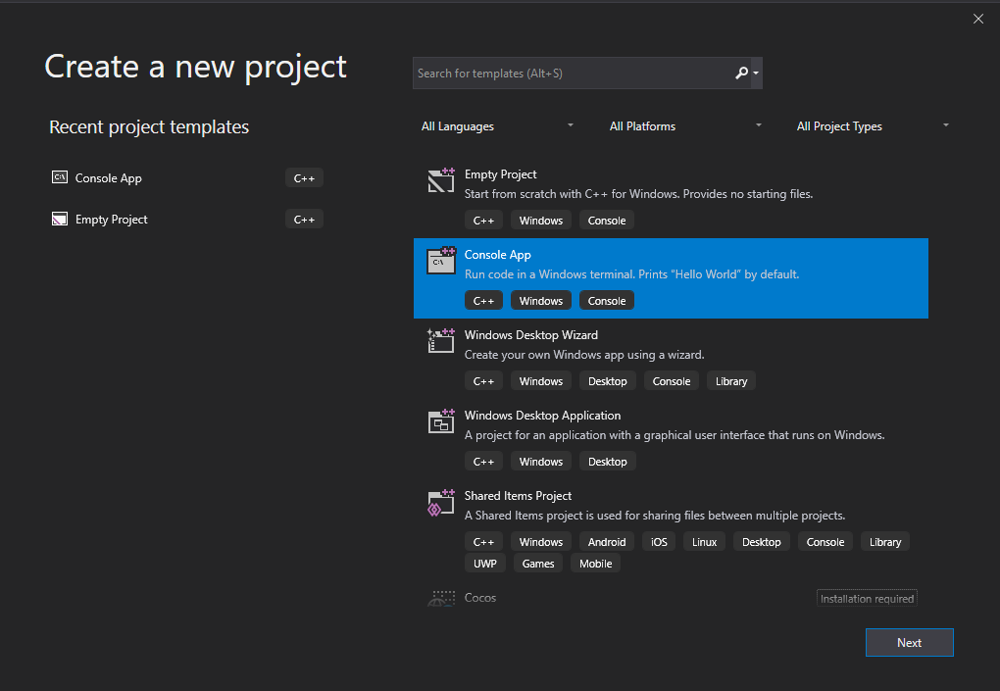 Create a new project
Search for templates (Alt+S)
Recent project templates
All Languages
All Platforms
All Project Types
Console App
C++
Empty Project
C++
Empty Project
Start from scratch with C++ for Windows. Provides no starting files.
C++ Windows Console
C:\
Console App
Run code in a Windows terminal. Prints "Hello World" by default.
C++ Windows Console
Windows Desktop Wizard
Create your own Windows app using a wizard.
C++ Windows Desktop Console Library
Windows Desktop Application
A project for an application with a graphical user interface that runs on Windows.
C++ Windows Desktop
Shared Items Project
A Shared Items project is used for sharing files between multiple projects.
C++ Windows Android iOS Linux Desktop Console Library
UWP Games Mobile
Cocos
Installation required
Next